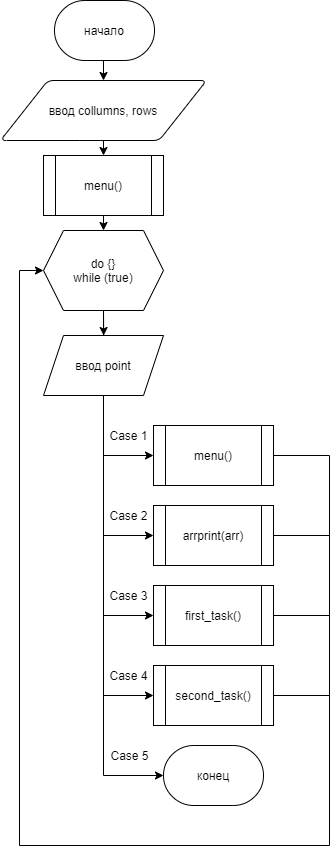 начало
ввод collumns, rows
menu()
do {}
while (true)
ввод point
Case 1
menu()
Case 2
arrprint(arr)
Case 3
first_task()
Case 4
second_task()
Case 5
конец